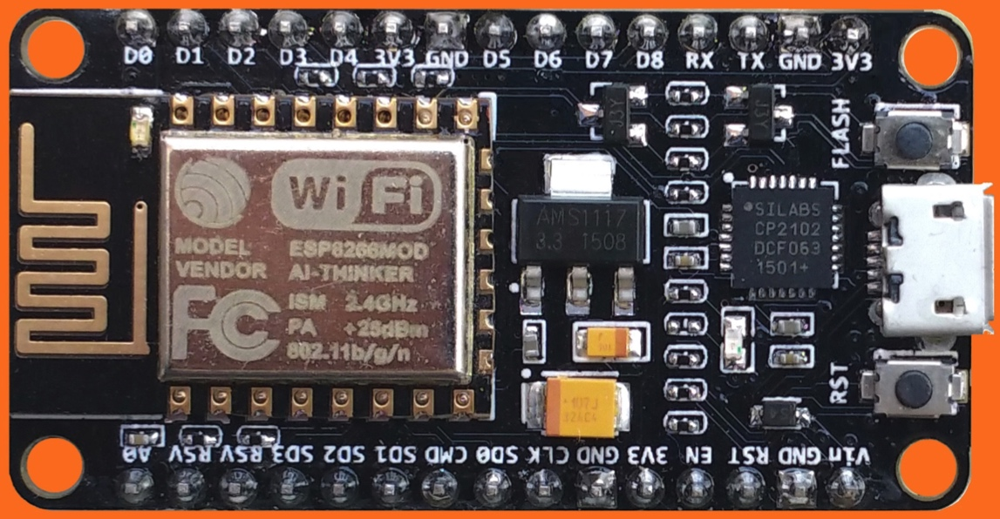 D0 D1 D2 D3 D4 3V3 GND D5 D6 D7 D8 RX TX GND 3V3
J3Y
J3Y
FLASH
WiFi
MODEL ESP8266MOD
VENDOR AI-THINKER
FC
ISM 2.4GHz
PA +25dBm
802.11b/g/n
AMS1117
3.3 1508
SILABS
CP2102
DCF063
1501+
107J
RST
Vin GND RST EN 3V3 GND CLK SD0 CMD SD1 SD2 SD3 RSV RSV A0